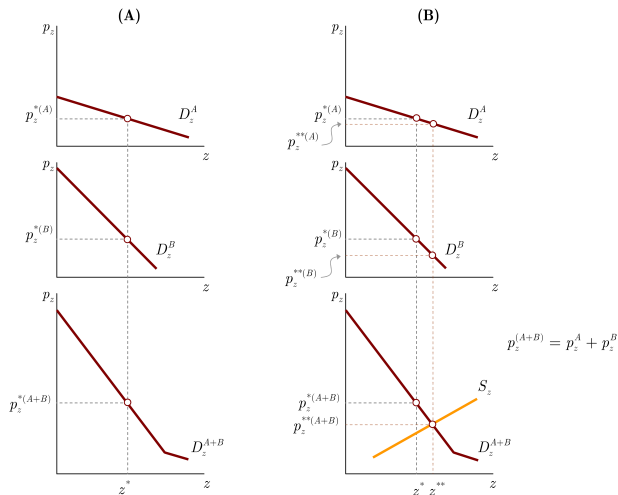 (A)
p_z
p_z^{*(A)}
D_z^A
z
p_z
p_z^{*(B)}
D_z^B
z
p_z
p_z^{*(A+B)}
D_z^{A+B}
z^*
z
(B)
p_z
p_z^{*(A)}
p_z^{**(A)}
D_z^A
z
p_z
p_z^{*(B)}
p_z^{**(B)}
D_z^B
z
p_z
p_z^{*(A+B)}
p_z^{**(A+B)}
S_z
D_z^{A+B}
z^* z^{**}
z
p_z^{(A+B)} = p_z^A + p_z^B